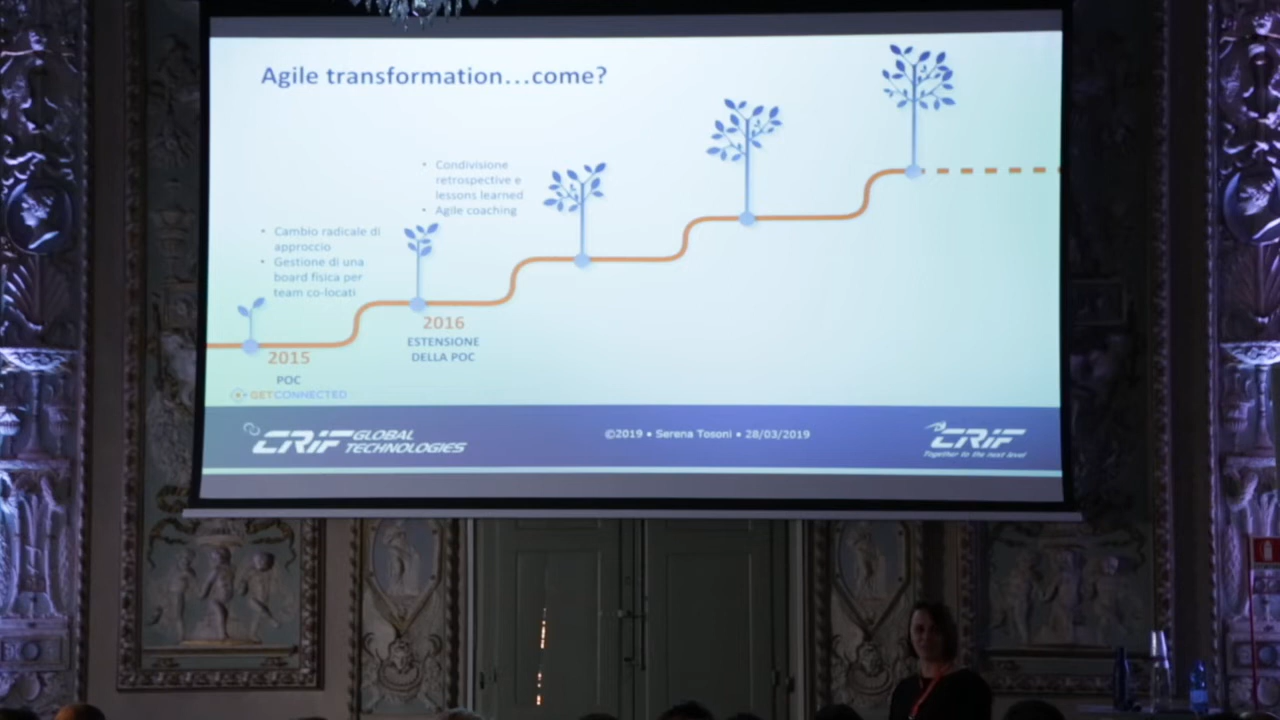 Agile transformation...come?
• Condivisione
retrospective e
lessons learned
• Agile coaching
• Cambio radicale di
approccio
• Gestione di una
board fisica per
team co-locati
2016
ESTENSIONE
DELLA POC
2015
POC
GETCONNECTED
CRIF GLOBAL
TECHNOLOGIES
©2019 • Serena Tosoni • 28/03/2019
CRIF
Together to the next level